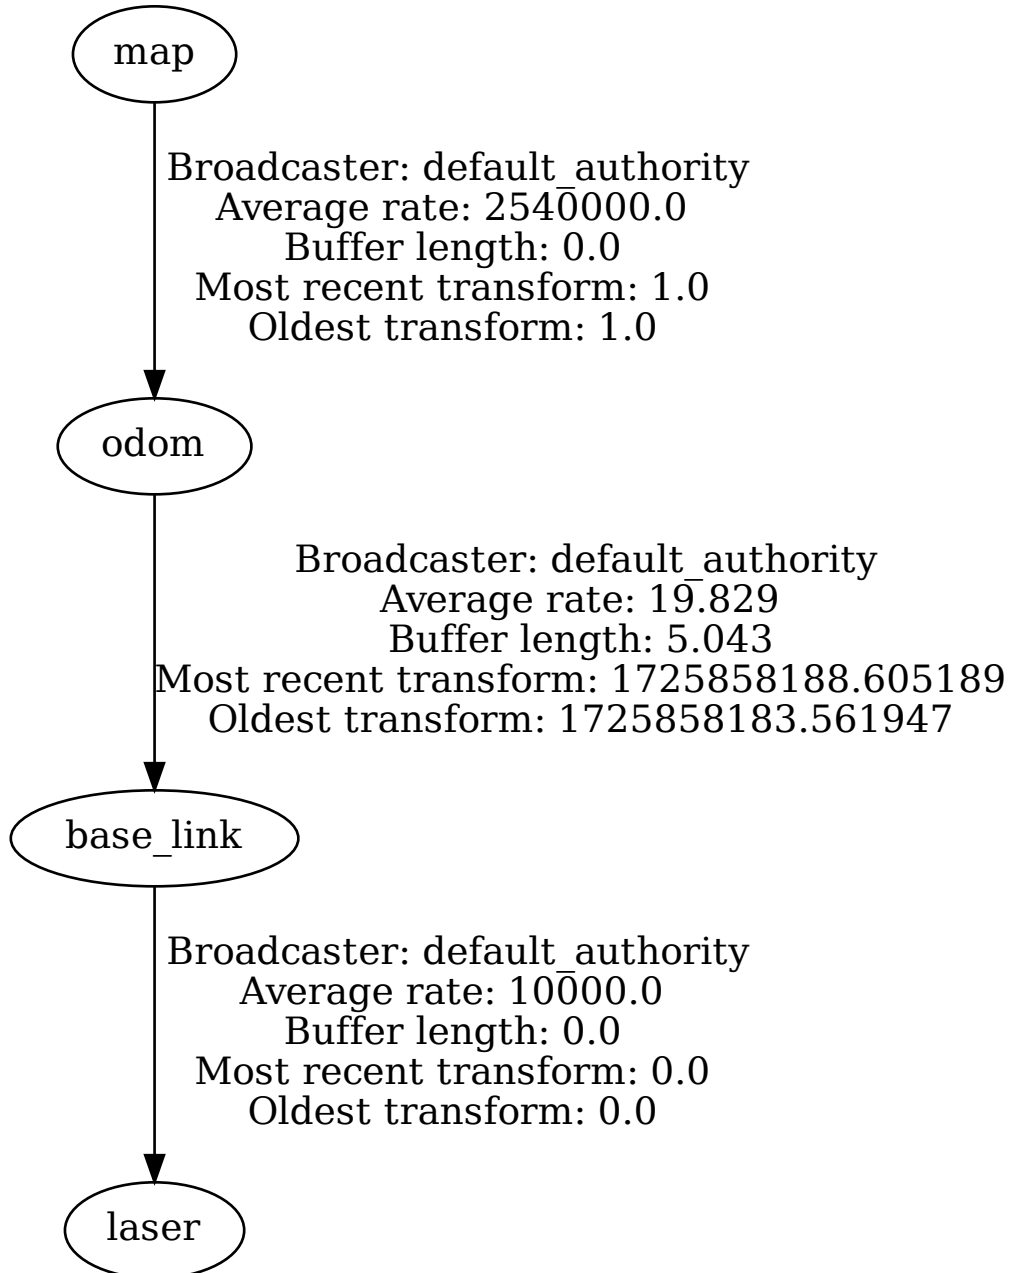 map
Broadcaster: default_authority
Average rate: 2540000.0
Buffer length: 0.0
Most recent transform: 1.0
Oldest transform: 1.0
odom
Broadcaster: default_authority
Average rate: 19.829
Buffer length: 5.043
Most recent transform: 1725858188.605189
Oldest transform: 1725858183.561947
base_link
Broadcaster: default_authority
Average rate: 10000.0
Buffer length: 0.0
Most recent transform: 0.0
Oldest transform: 0.0
laser